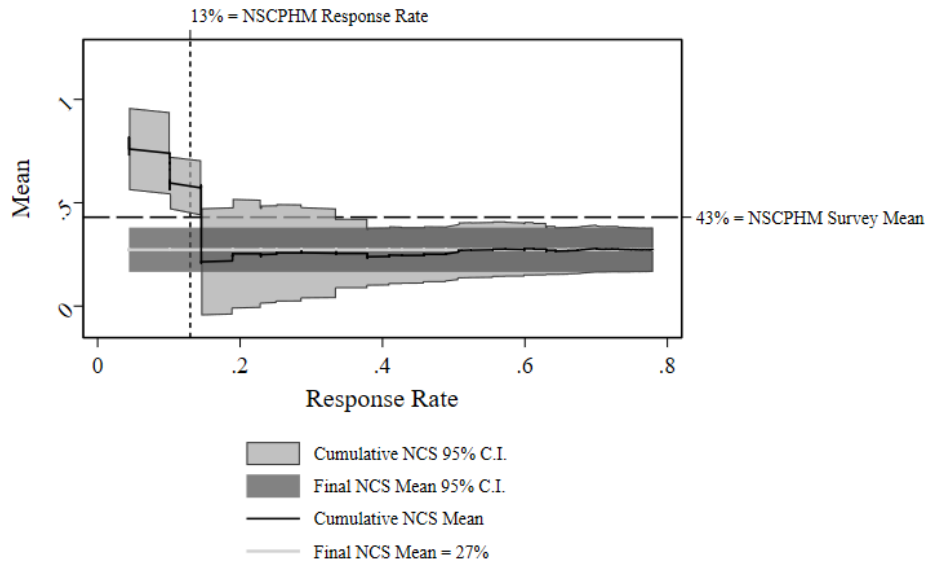 13% = NSCPHM Response Rate
1
.5
0
Mean
43% = NSCPHM Survey Mean
0 .2 .4 .6 .8
Response Rate
Cumulative NCS 95% C.I.
Final NCS Mean 95% C.I.
Cumulative NCS Mean
Final NCS Mean = 27%